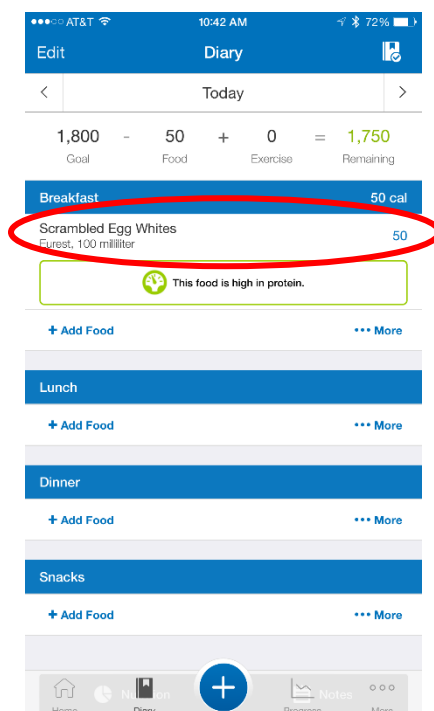 AT&T 10:42 AM 72%
Edit Diary
Today
1,800 - 50 + 0 = 1,750
Goal Food Exercise Remaining
Breakfast 50 cal
Scrambled Egg Whites 50
Eurest, 100 milliliter
This food is high in protein.
+ Add Food ••• More
Lunch
+ Add Food ••• More
Dinner
+ Add Food ••• More
Snacks
+ Add Food ••• More
Notes
Home Diary Progress More